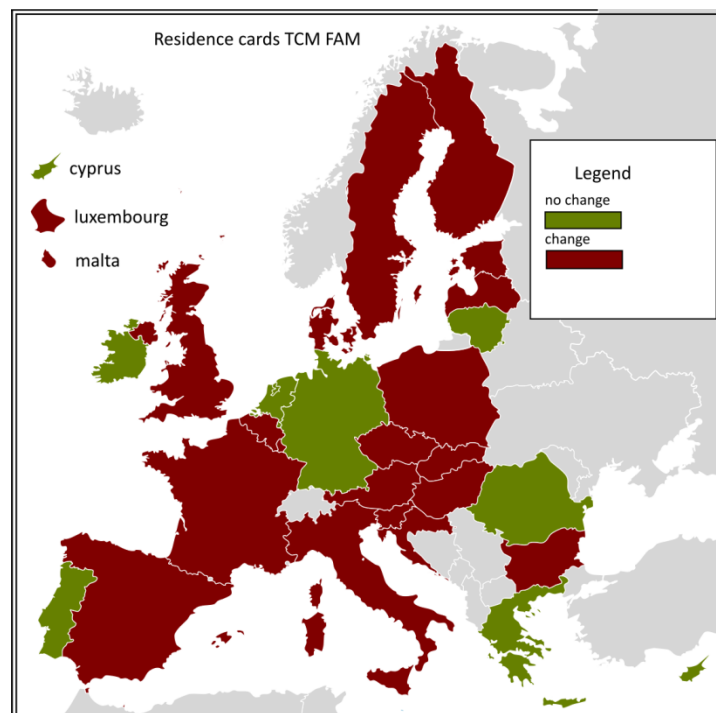 Residence cards TCM FAM
cyprus
luxembourg
malta
Legend
no change
change